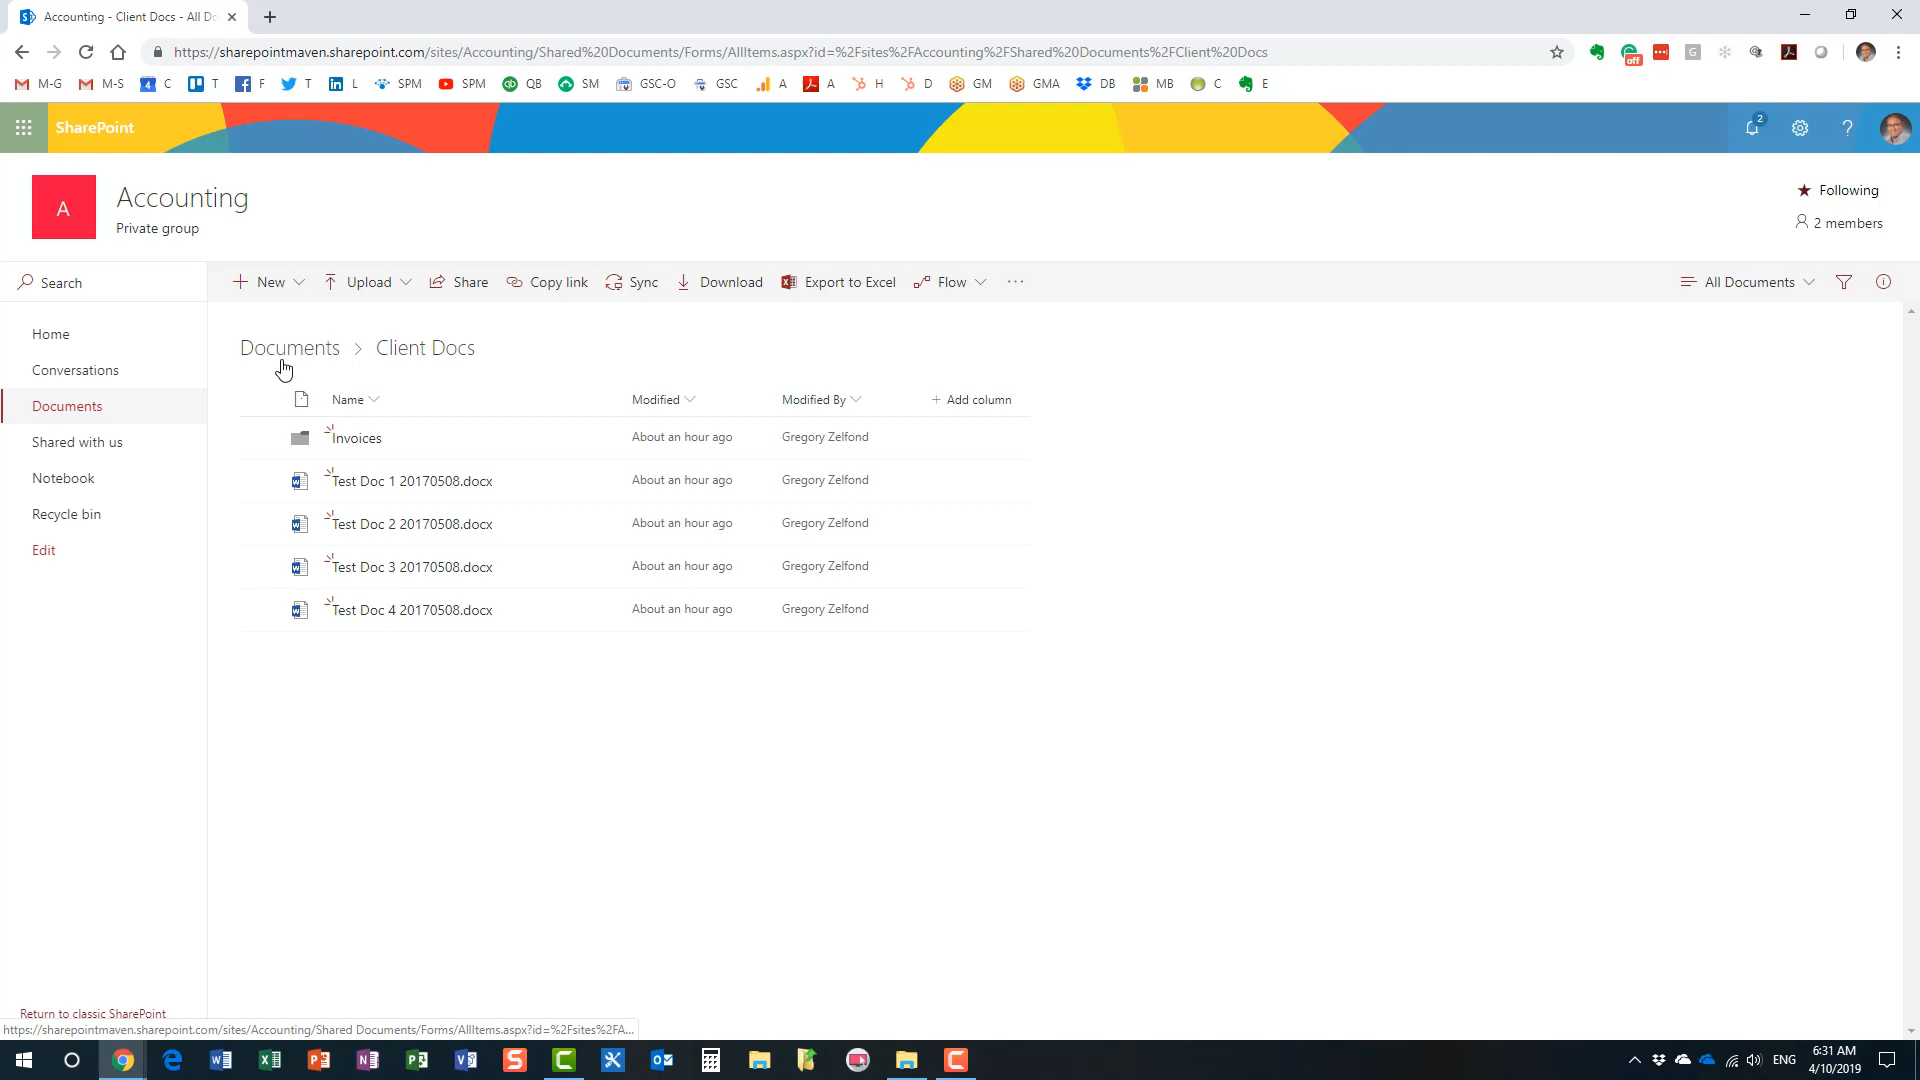 Accounting - Client Docs - All Do
https://sharepointmaven.sharepoint.com/sites/Accounting/Shared%20Documents/Forms/AllItems.aspx?id=%2Fsites%2FAccounting%2FShared%20Documents%2FClient%20Docs
off
G
M-G M-S 4 C T F T L SPM SPM QB SM GSC-O GSC A A H D GM GMA DB MB C E
SharePoint
2
?
A
Accounting
Private group
Following
2 members
Search
New Upload Share Copy link Sync Download Export to Excel Flow ...
All Documents
Home
Conversations
Documents
Shared with us
Notebook
Recycle bin
Edit
Documents > Client Docs
Name Modified Modified By + Add column
Invoices About an hour ago Gregory Zelfond
Test Doc 1 20170508.docx About an hour ago Gregory Zelfond
Test Doc 2 20170508.docx About an hour ago Gregory Zelfond
Test Doc 3 20170508.docx About an hour ago Gregory Zelfond
Test Doc 4 20170508.docx About an hour ago Gregory Zelfond
Return to classic SharePoint
https://sharepointmaven.sharepoint.com/sites/Accounting/Shared Documents/Forms/AllItems.aspx?id=%2Fsites%2FA...
ENG
6:31 AM
4/10/2019